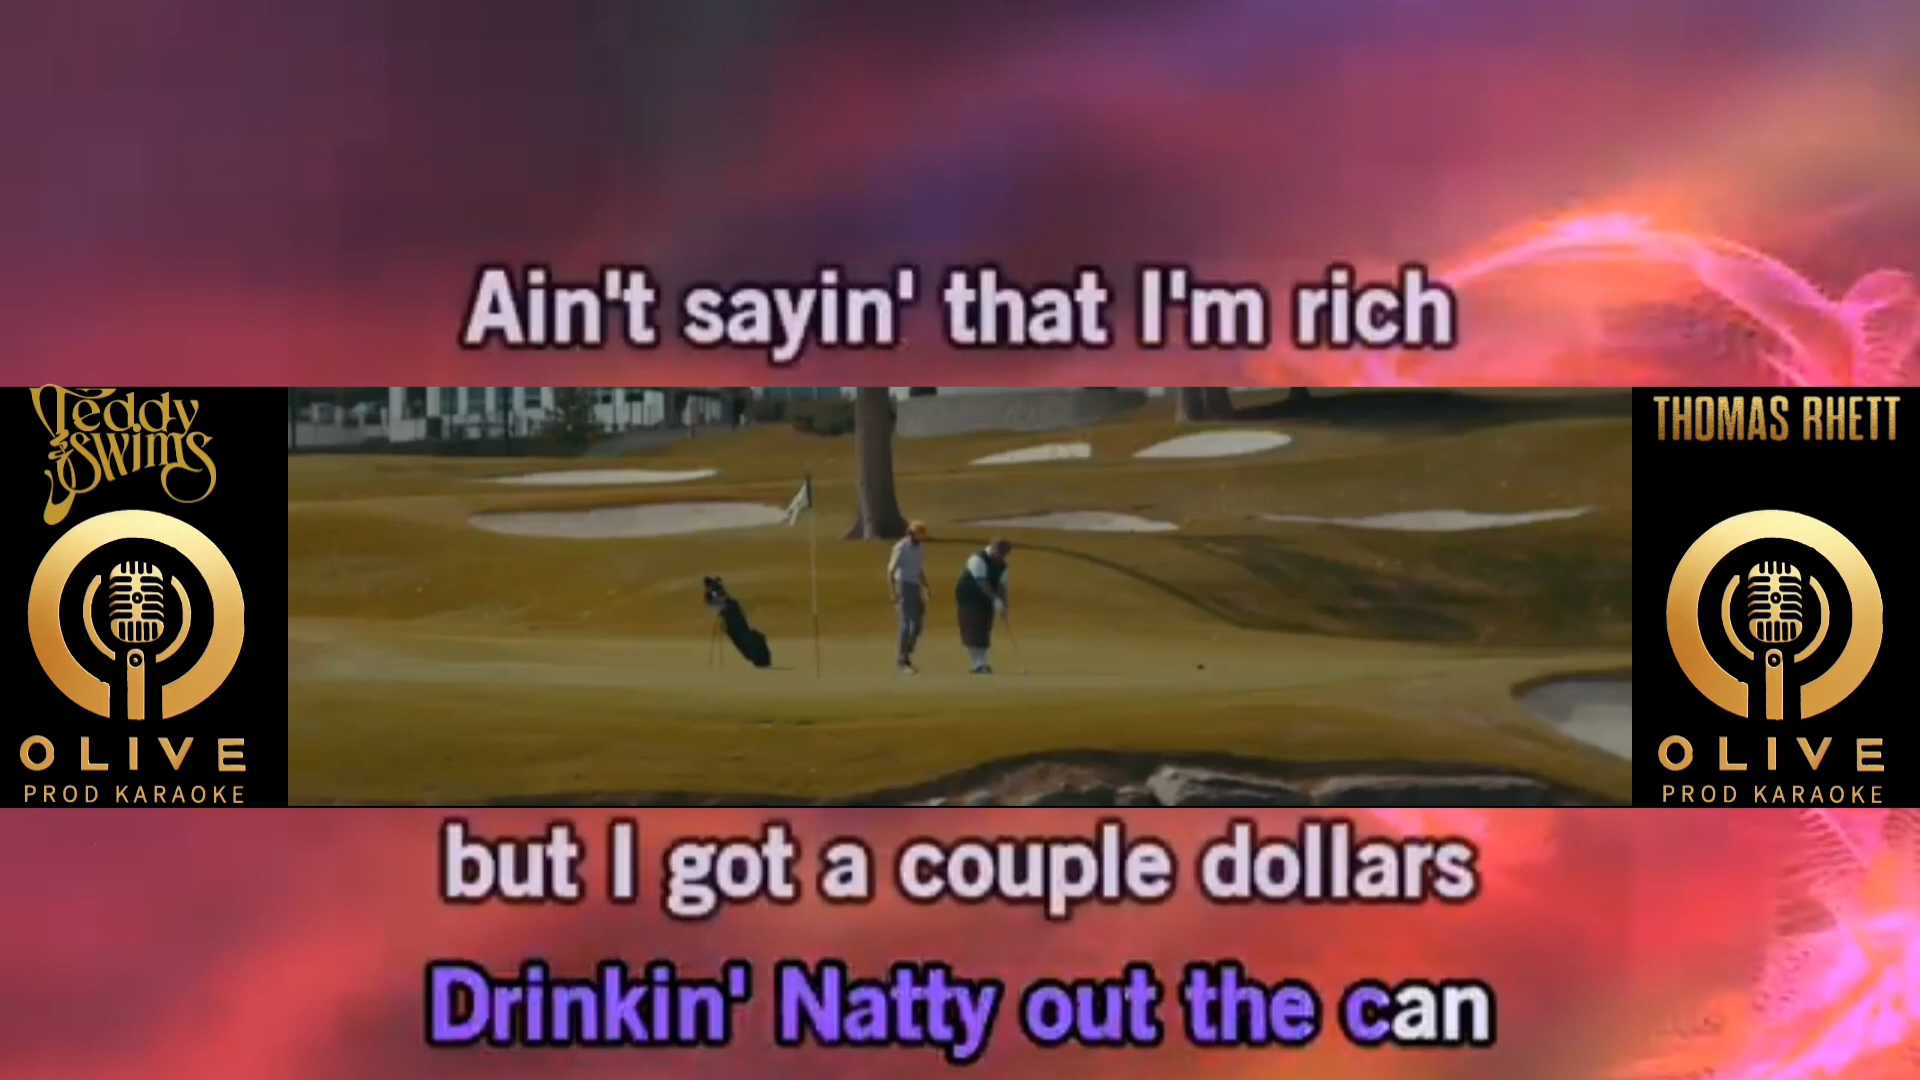 Ain't sayin' that I'm rich
Teddy
Swims
THOMAS RHETT
OLIVE
PROD KARAOKE
OLIVE
PROD KARAOKE
but I got a couple dollars
Drinkin' Natty out the can